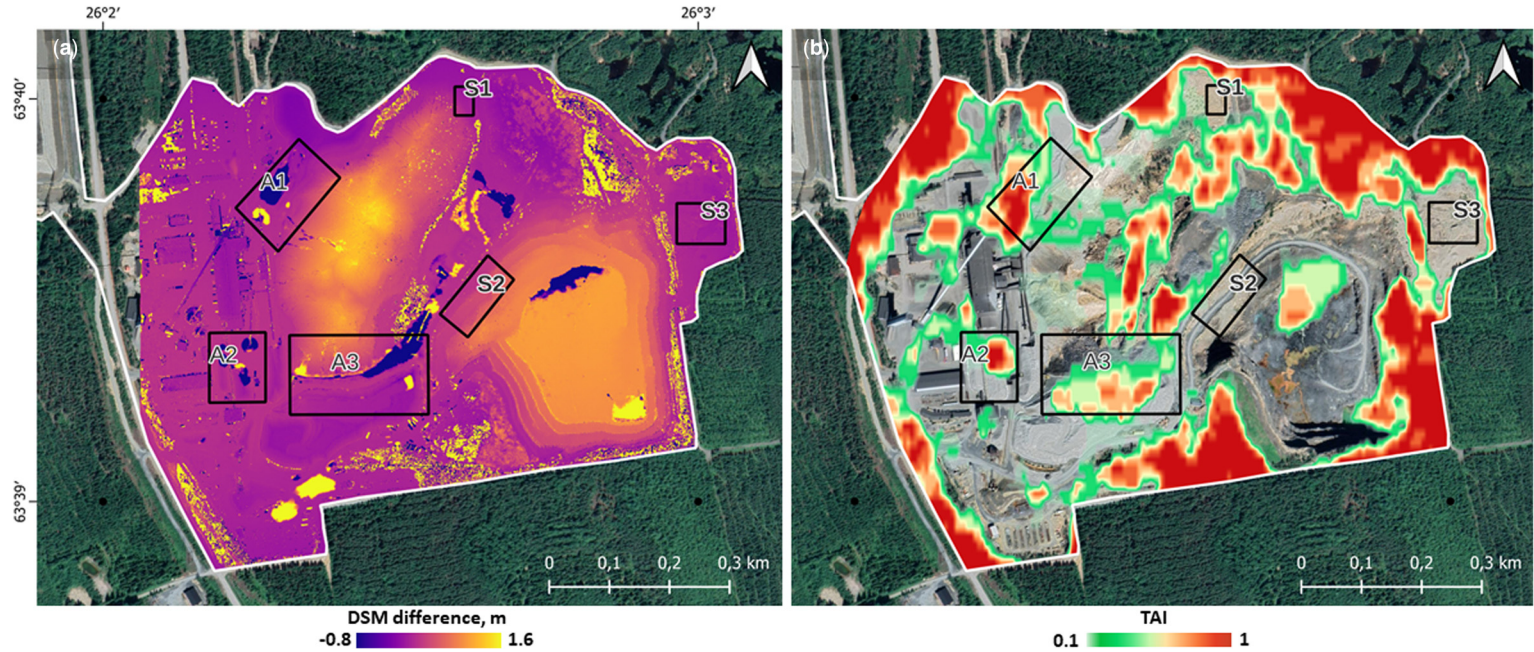 26°2′ 26°3′
63°40′
63°39′
(a)
S1
A1
S3
S2
A2
A3
0 0,1 0,2 0,3 km
DSM difference, m
-0.8 1.6
(b)
S1
A1
S3
S2
A2
A3
0 0,1 0,2 0,3 km
TAI
0.1 1